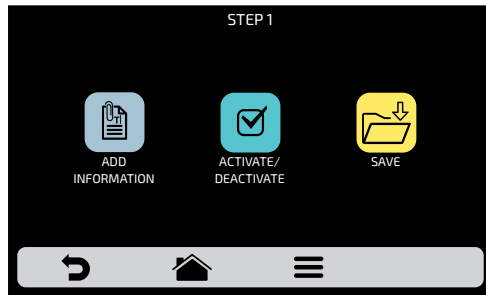 STEP 1
ADD
INFORMATION
ACTIVATE/
DEACTIVATE
SAVE